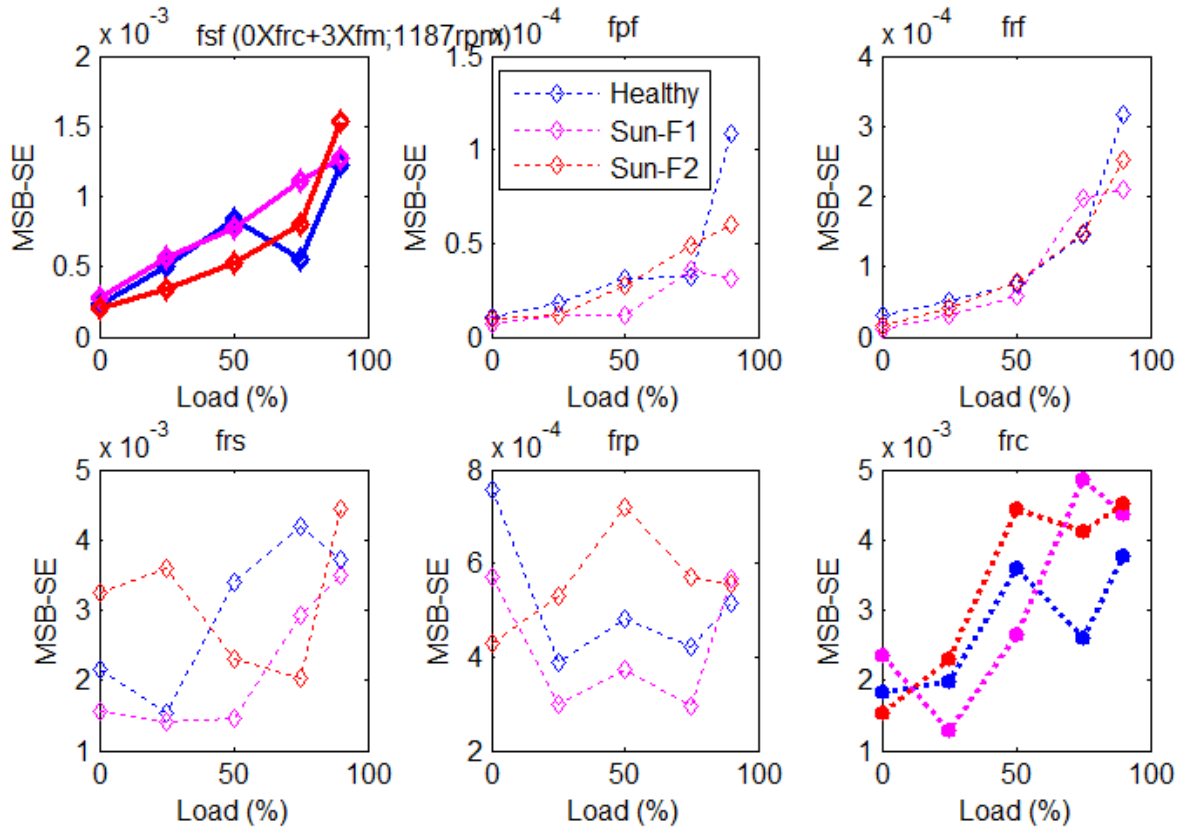 x 10^-3
fsf (0Xfrc+3Xfm;1187rpm)
2
1.5
1
0.5
0
MSB-SE
0 50 100
Load (%)
x 10^-4
fpf
1.5
1
0.5
0
MSB-SE
Healthy
Sun-F1
Sun-F2
0 50 100
Load (%)
x 10^-4
frf
4
3
2
1
0
MSB-SE
0 50 100
Load (%)
x 10^-3
frs
5
4
3
2
1
MSB-SE
0 50 100
Load (%)
x 10^-4
frp
8
6
4
2
MSB-SE
0 50 100
Load (%)
x 10^-3
frc
5
4
3
2
1
MSB-SE
0 50 100
Load (%)